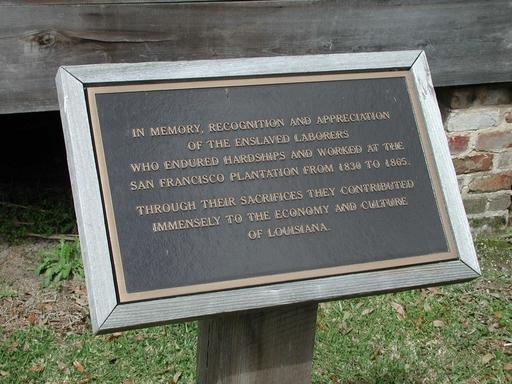 IN MEMORY, RECOGNITION AND APPRECIATION
OF THE ENSLAVED LABORERS
WHO ENDURED HARDSHIPS AND WORKED AT THE
SAN FRANCISCO PLANTATION FROM 1830 TO 1865.
THROUGH THEIR SACRIFICES THEY CONTRIBUTED
IMMENSELY TO THE ECONOMY AND CULTURE
OF LOUISIANA.